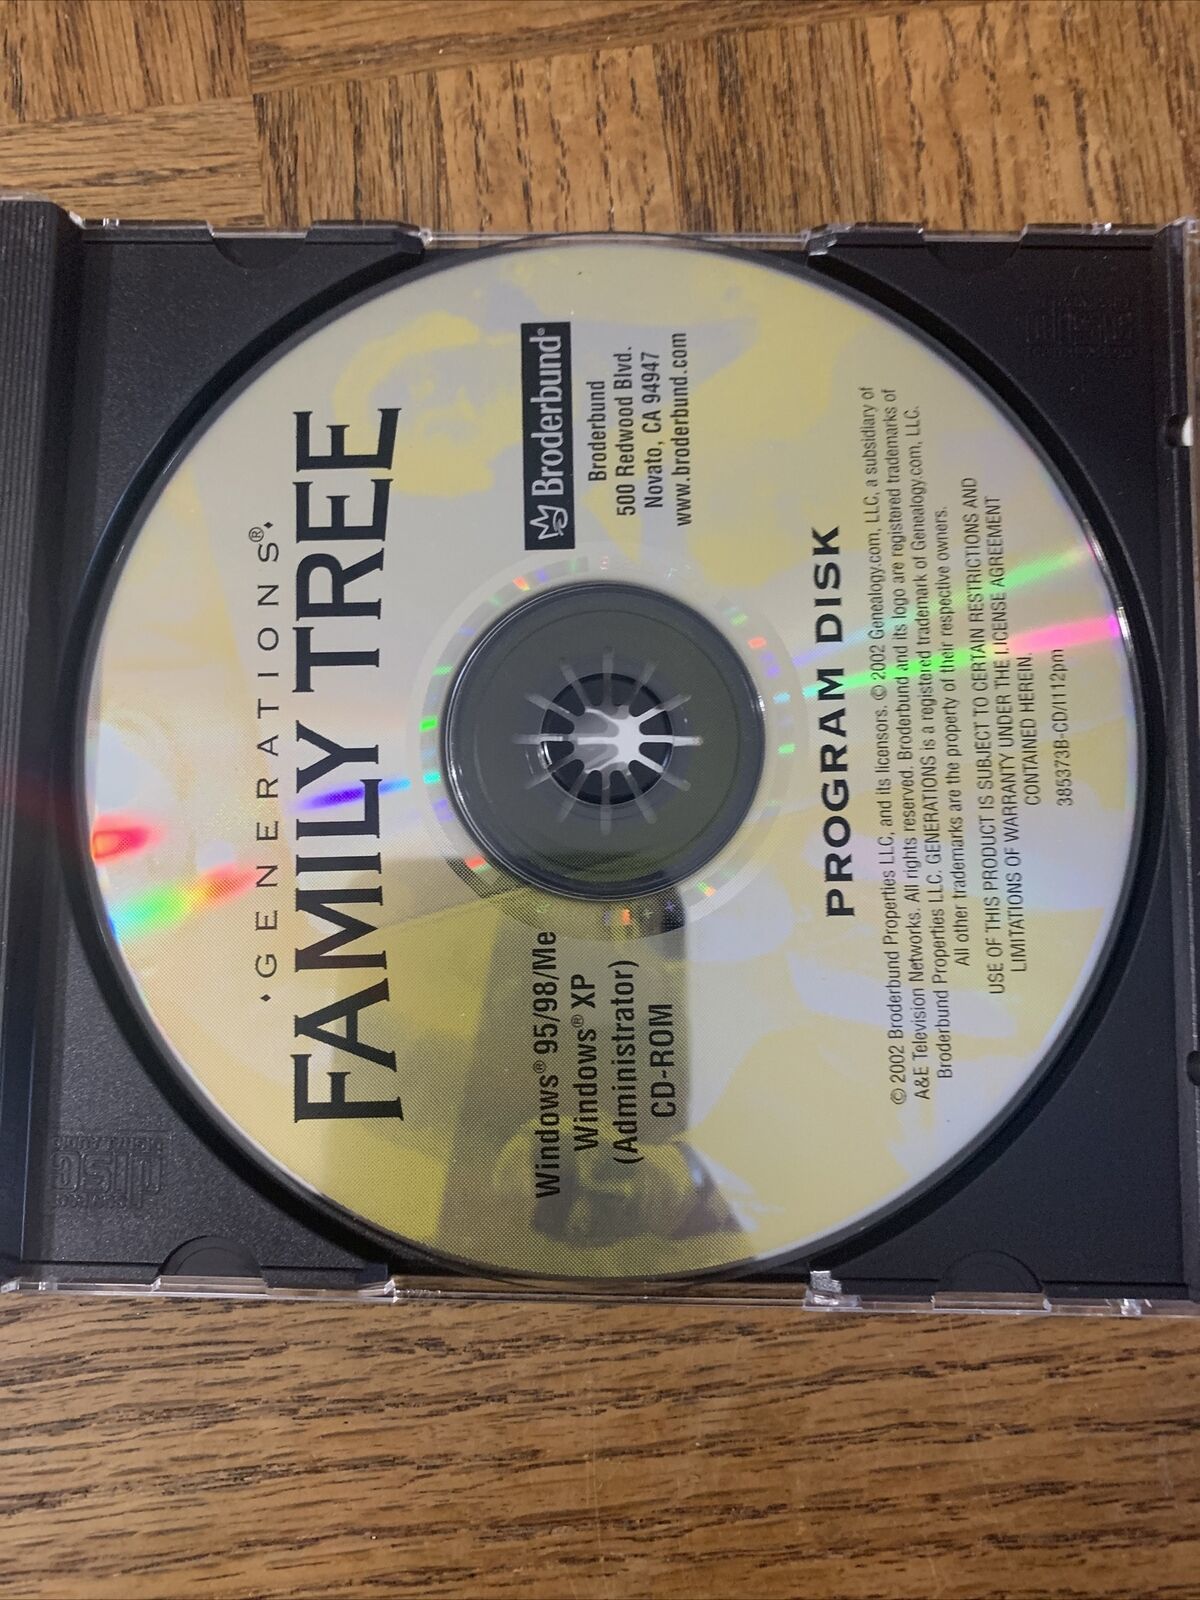 GENERATIONS®
FAMILY TREE
Windows® 95/98/Me
Windows® XP
(Administrator)
CD-ROM
Broderbund®
Broderbund
500 Redwood Blvd.
Novato, CA 94947
www.broderbund.com
PROGRAM DISK
© 2002 Broderbund Properties LLC, and its licensors. © 2002 Genealogy.com, LLC, a subsidiary of
A&E Television Networks. All rights reserved. Broderbund and its logo are registered trademarks of
Broderbund Properties LLC. GENERATIONS is a registered trademark of Genealogy.com, LLC.
All other trademarks are the property of their respective owners.
USE OF THIS PRODUCT IS SUBJECT TO CERTAIN RESTRICTIONS AND
LIMITATIONS OF WARRANTY UNDER THE LICENSE AGREEMENT
CONTAINED HEREIN.
385373B-CD/I112pm
disc